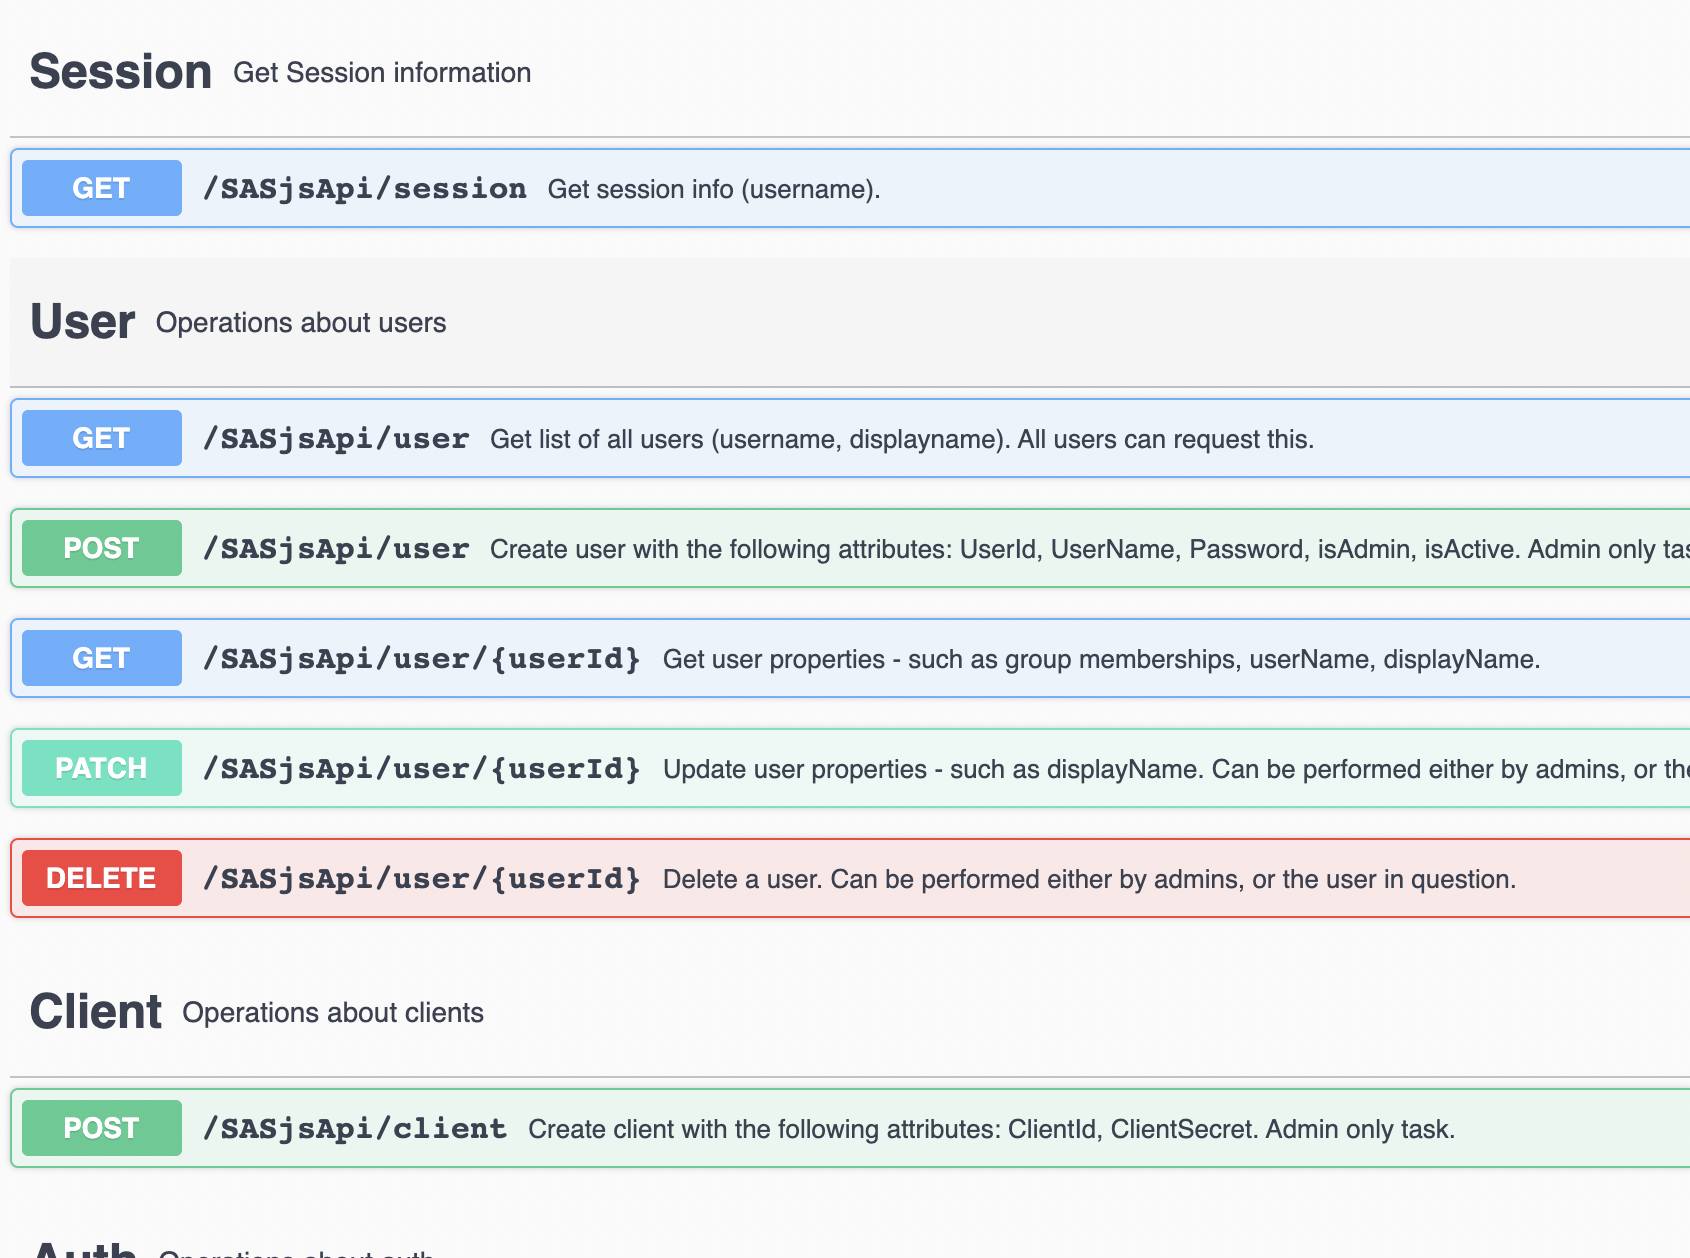 Session Get Session information
GET /SASjsApi/session Get session info (username).
User Operations about users
GET /SASjsApi/user Get list of all users (username, displayname). All users can request this.
POST /SASjsApi/user Create user with the following attributes: UserId, UserName, Password, isAdmin, isActive. Admin only
GET /SASjsApi/user/{userId} Get user properties - such as group memberships, userName, displayName.
PATCH /SASjsApi/user/{userId} Update user properties - such as displayName. Can be performed either by admins, or
DELETE /SASjsApi/user/{userId} Delete a user. Can be performed either by admins, or the user in question.
Client Operations about clients
POST /SASjsApi/client Create client with the following attributes: ClientId, ClientSecret. Admin only task.
Auth Operations about auth